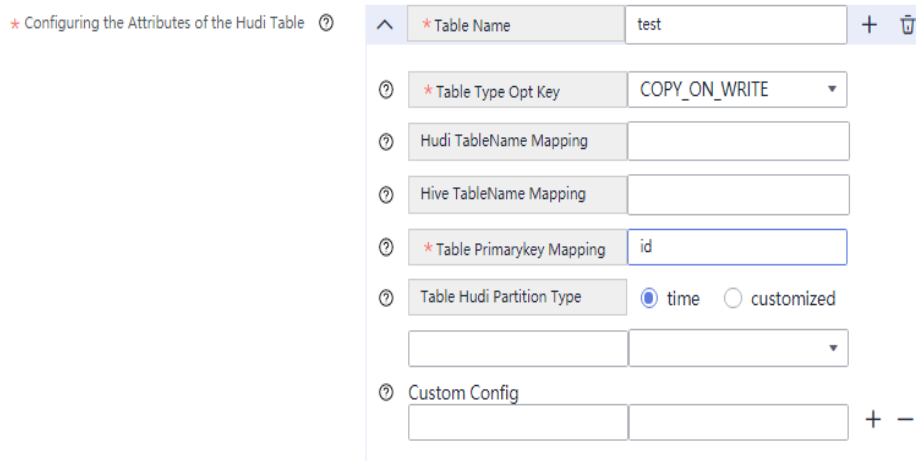 * Configuring the Attributes of the Hudi Table
* Table Name test
* Table Type Opt Key COPY_ON_WRITE
Hudi TableName Mapping
Hive TableName Mapping
* Table Primarykey Mapping id
Table Hudi Partition Type time customized
Custom Config